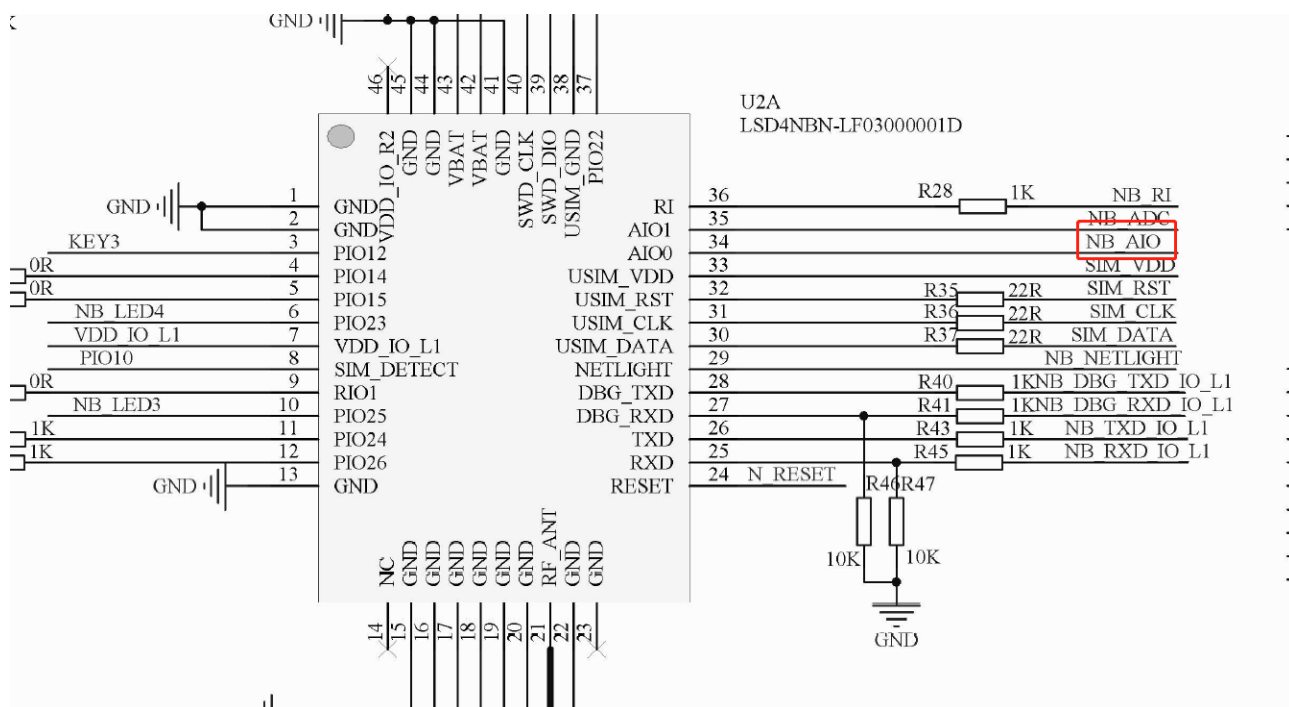 K
GND
46
45
44
43
42
41
40
39
38
37
U2A
LSD4NBN-LF03000001D
VDD_IO_R2
GND
GND
VBAT
VBAT
GND
SWD_CLK
SWD_DIO
USIM_GND
PIO22
GND
1 GND
2 GND
KEY3 3 PIO12
0R 4 PIO14
0R 5 PIO15
NB_LED4 6 PIO23
VDD_IO_L1 7 VDD_IO_L1
PIO10 8 SIM_DETECT
0R 9 RIO1
NB_LED3 10 PIO25
1K 11 PIO24
1K 12 PIO26
GND 13 GND
RI 36 R28 1K NB_RI
AIO1 35 NB_ADC
AIO0 34 NB_AIO
USIM_VDD 33 SIM_VDD
USIM_RST 32 R35 22R SIM_RST
USIM_CLK 31 R36 22R SIM_CLK
USIM_DATA 30 R37 22R SIM_DATA
NETLIGHT 29 NB_NETLIGHT
DBG_TXD 28 R40 1K NB_DBG_TXD_IO_L1
DBG_RXD 27 R41 1K NB_DBG_RXD_IO_L1
TXD 26 R43 1K NB_TXD_IO_L1
RXD 25 R45 1K NB_RXD_IO_L1
RESET 24 N_RESET
R46 R47
10K 10K
GND
NC
GND
GND
GND
GND
GND
GND
RF_ANT
GND
GND
14
15
16
17
18
19
20
21
22
23